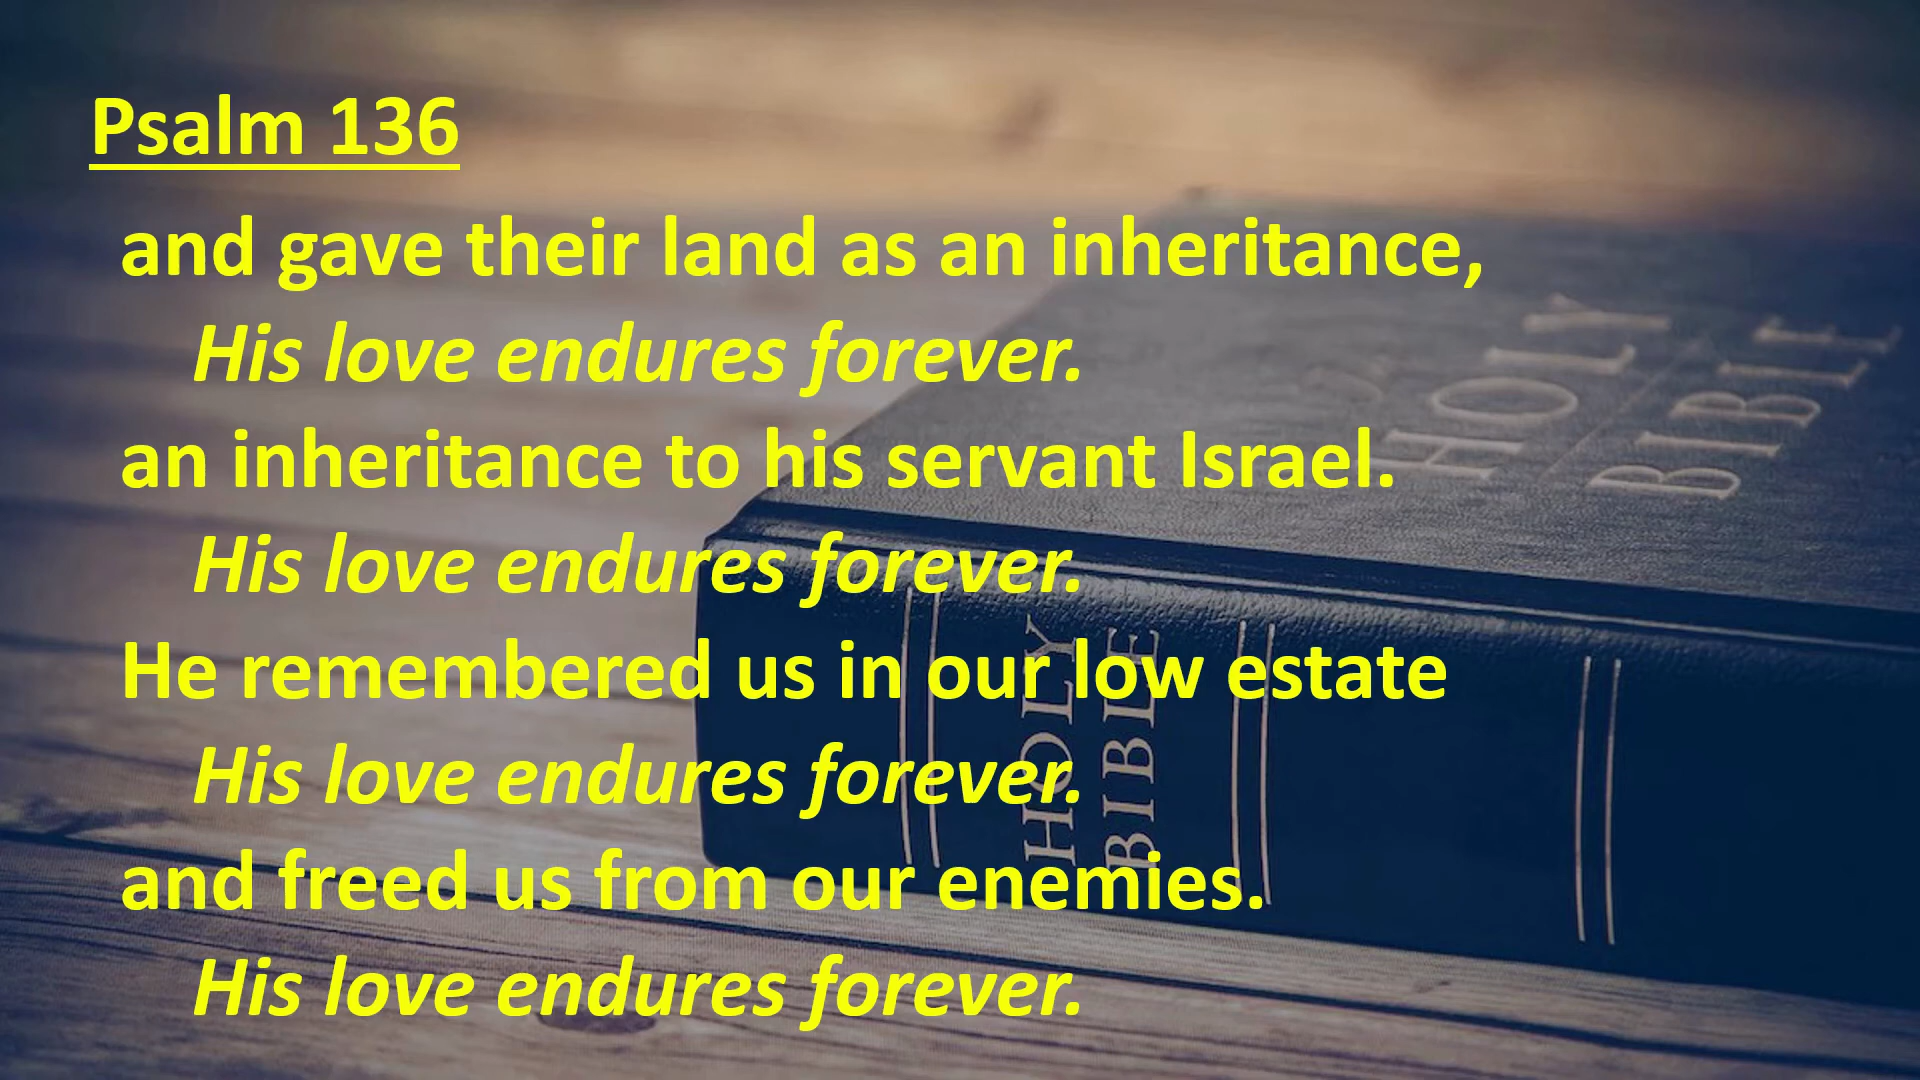 Psalm 136
and gave their land as an inheritance,
His love endures forever.
an inheritance to his servant Israel.
His love endures forever.
He remembered us in our low estate
His love endures forever.
and freed us from our enemies.
His love endures forever.
HOLY
BIBLE
HOLY
BIBLE